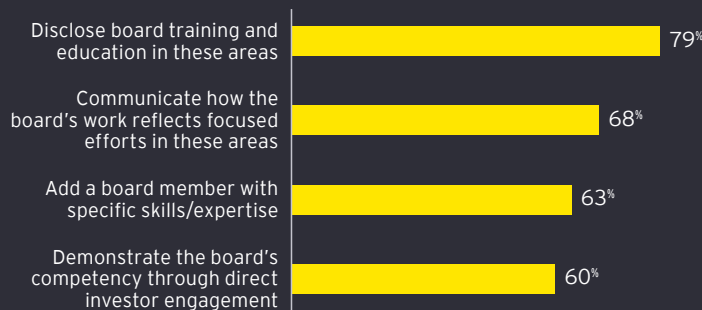 Disclose board training and
education in these areas
79%
Communicate how the
board's work reflects focused
efforts in these areas
68%
Add a board member with
specific skills/expertise
63%
Demonstrate the board's
competency through direct
investor engagement
60%